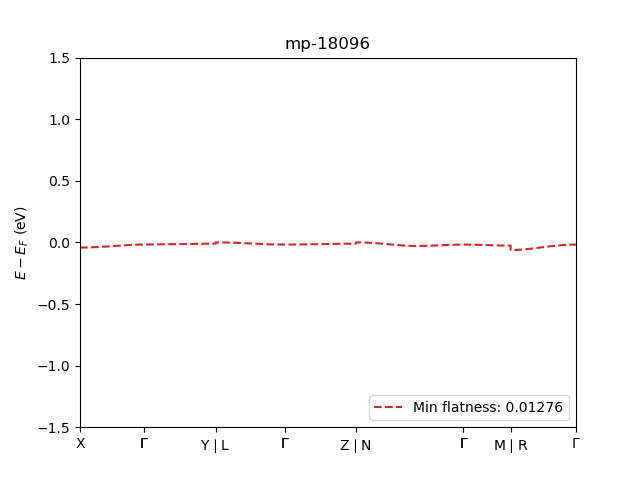 mp-18096
1.5
1.0
0.5
0.0
−0.5
−1.0
−1.5
E − E_F (eV)
Min flatness: 0.01276
X Γ Y | L Γ Z | N Γ M | R Γ